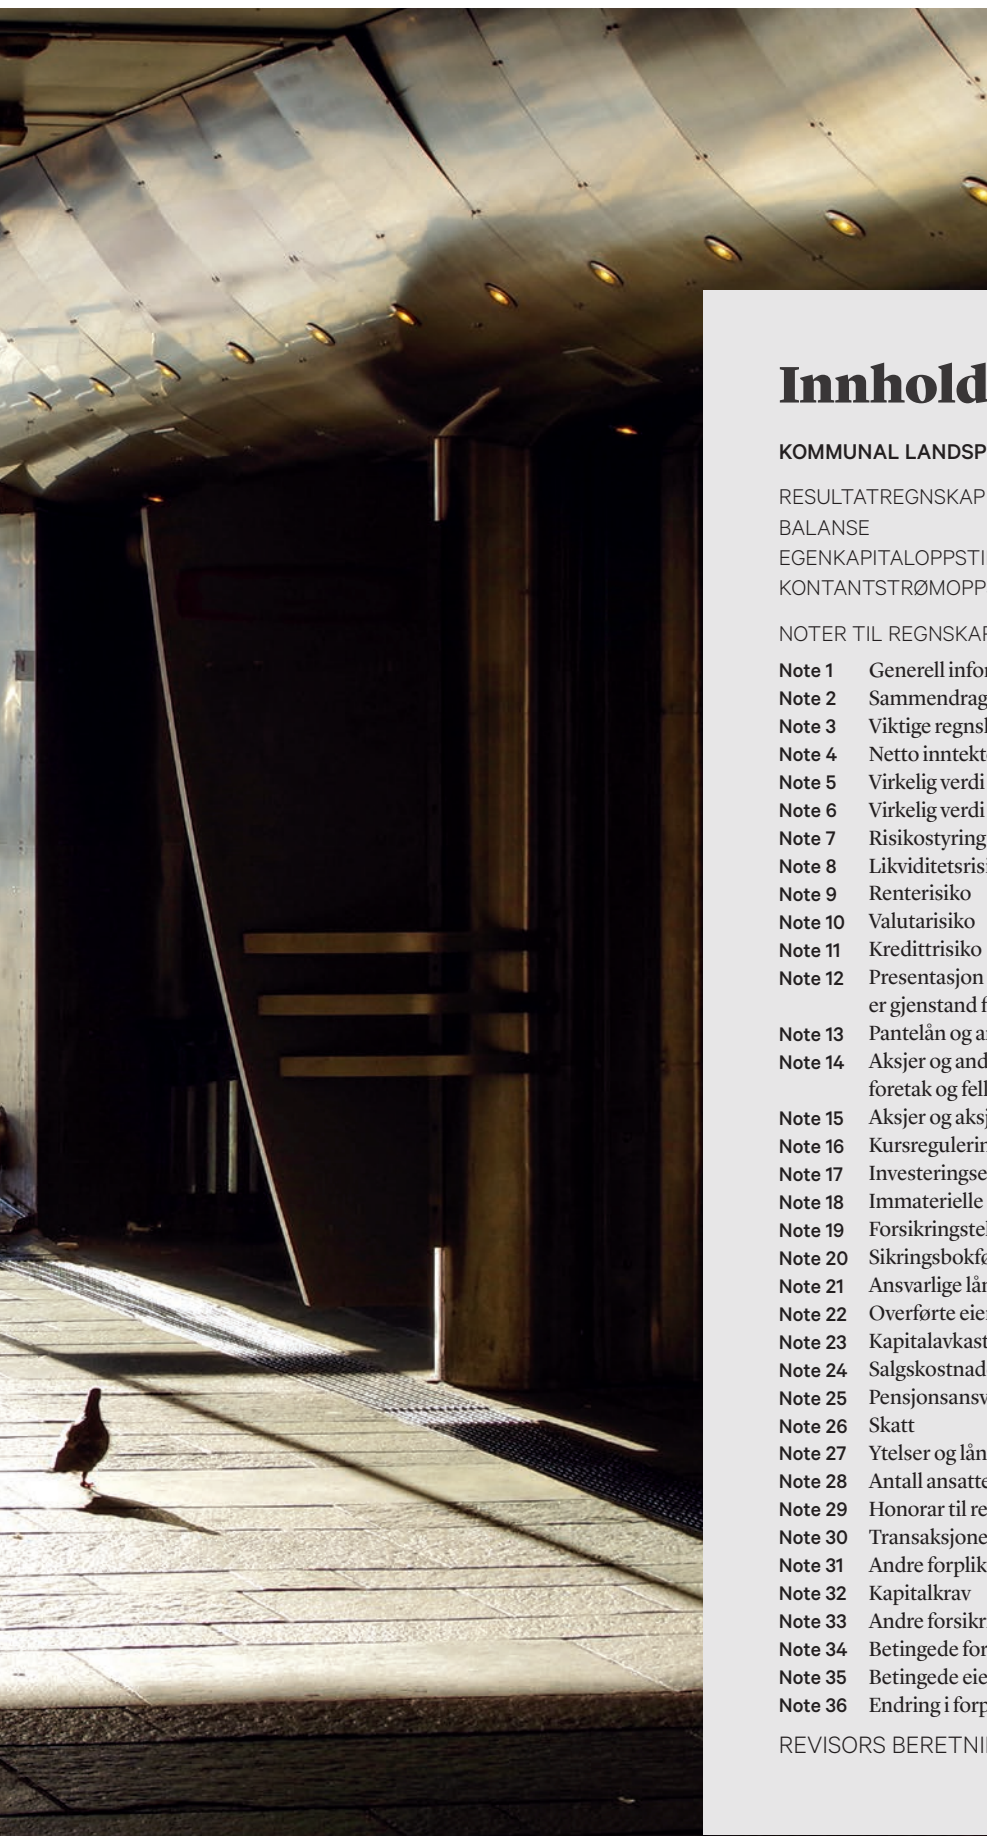 Innhold
KOMMUNAL LANDSP
RESULTATREGNSKAP
BALANSE
EGENKAPITALOPPSTI
KONTANTSTRØMOPP
NOTER TIL REGNSKAP
Note 1 Generell infor
Note 2 Sammendrag
Note 3 Viktige regnsk
Note 4 Netto inntekt
Note 5 Virkelig verdi
Note 6 Virkelig verdi
Note 7 Risikostyring
Note 8 Likviditetsrisi
Note 9 Renterisiko
Note 10 Valutarisiko
Note 11 Kredittrisiko
Note 12 Presentasjon
er gjenstand f
Note 13 Pantelån og a
Note 14 Aksjer og and
foretak og fell
Note 15 Aksjer og aksj
Note 16 Kursregulerin
Note 17 Investeringse
Note 18 Immaterielle
Note 19 Forsikringstel
Note 20 Sikringsbokfø
Note 21 Ansvarlige lån
Note 22 Overførte eie
Note 23 Kapitalavkast
Note 24 Salgskostnad
Note 25 Pensjonsansv
Note 26 Skatt
Note 27 Ytelser og lån
Note 28 Antall ansatte
Note 29 Honorar til re
Note 30 Transaksjone
Note 31 Andre forplik
Note 32 Kapitalkrav
Note 33 Andre forsikr
Note 34 Betingede for
Note 35 Betingede eie
Note 36 Endring i forp
REVISORS BERETNI